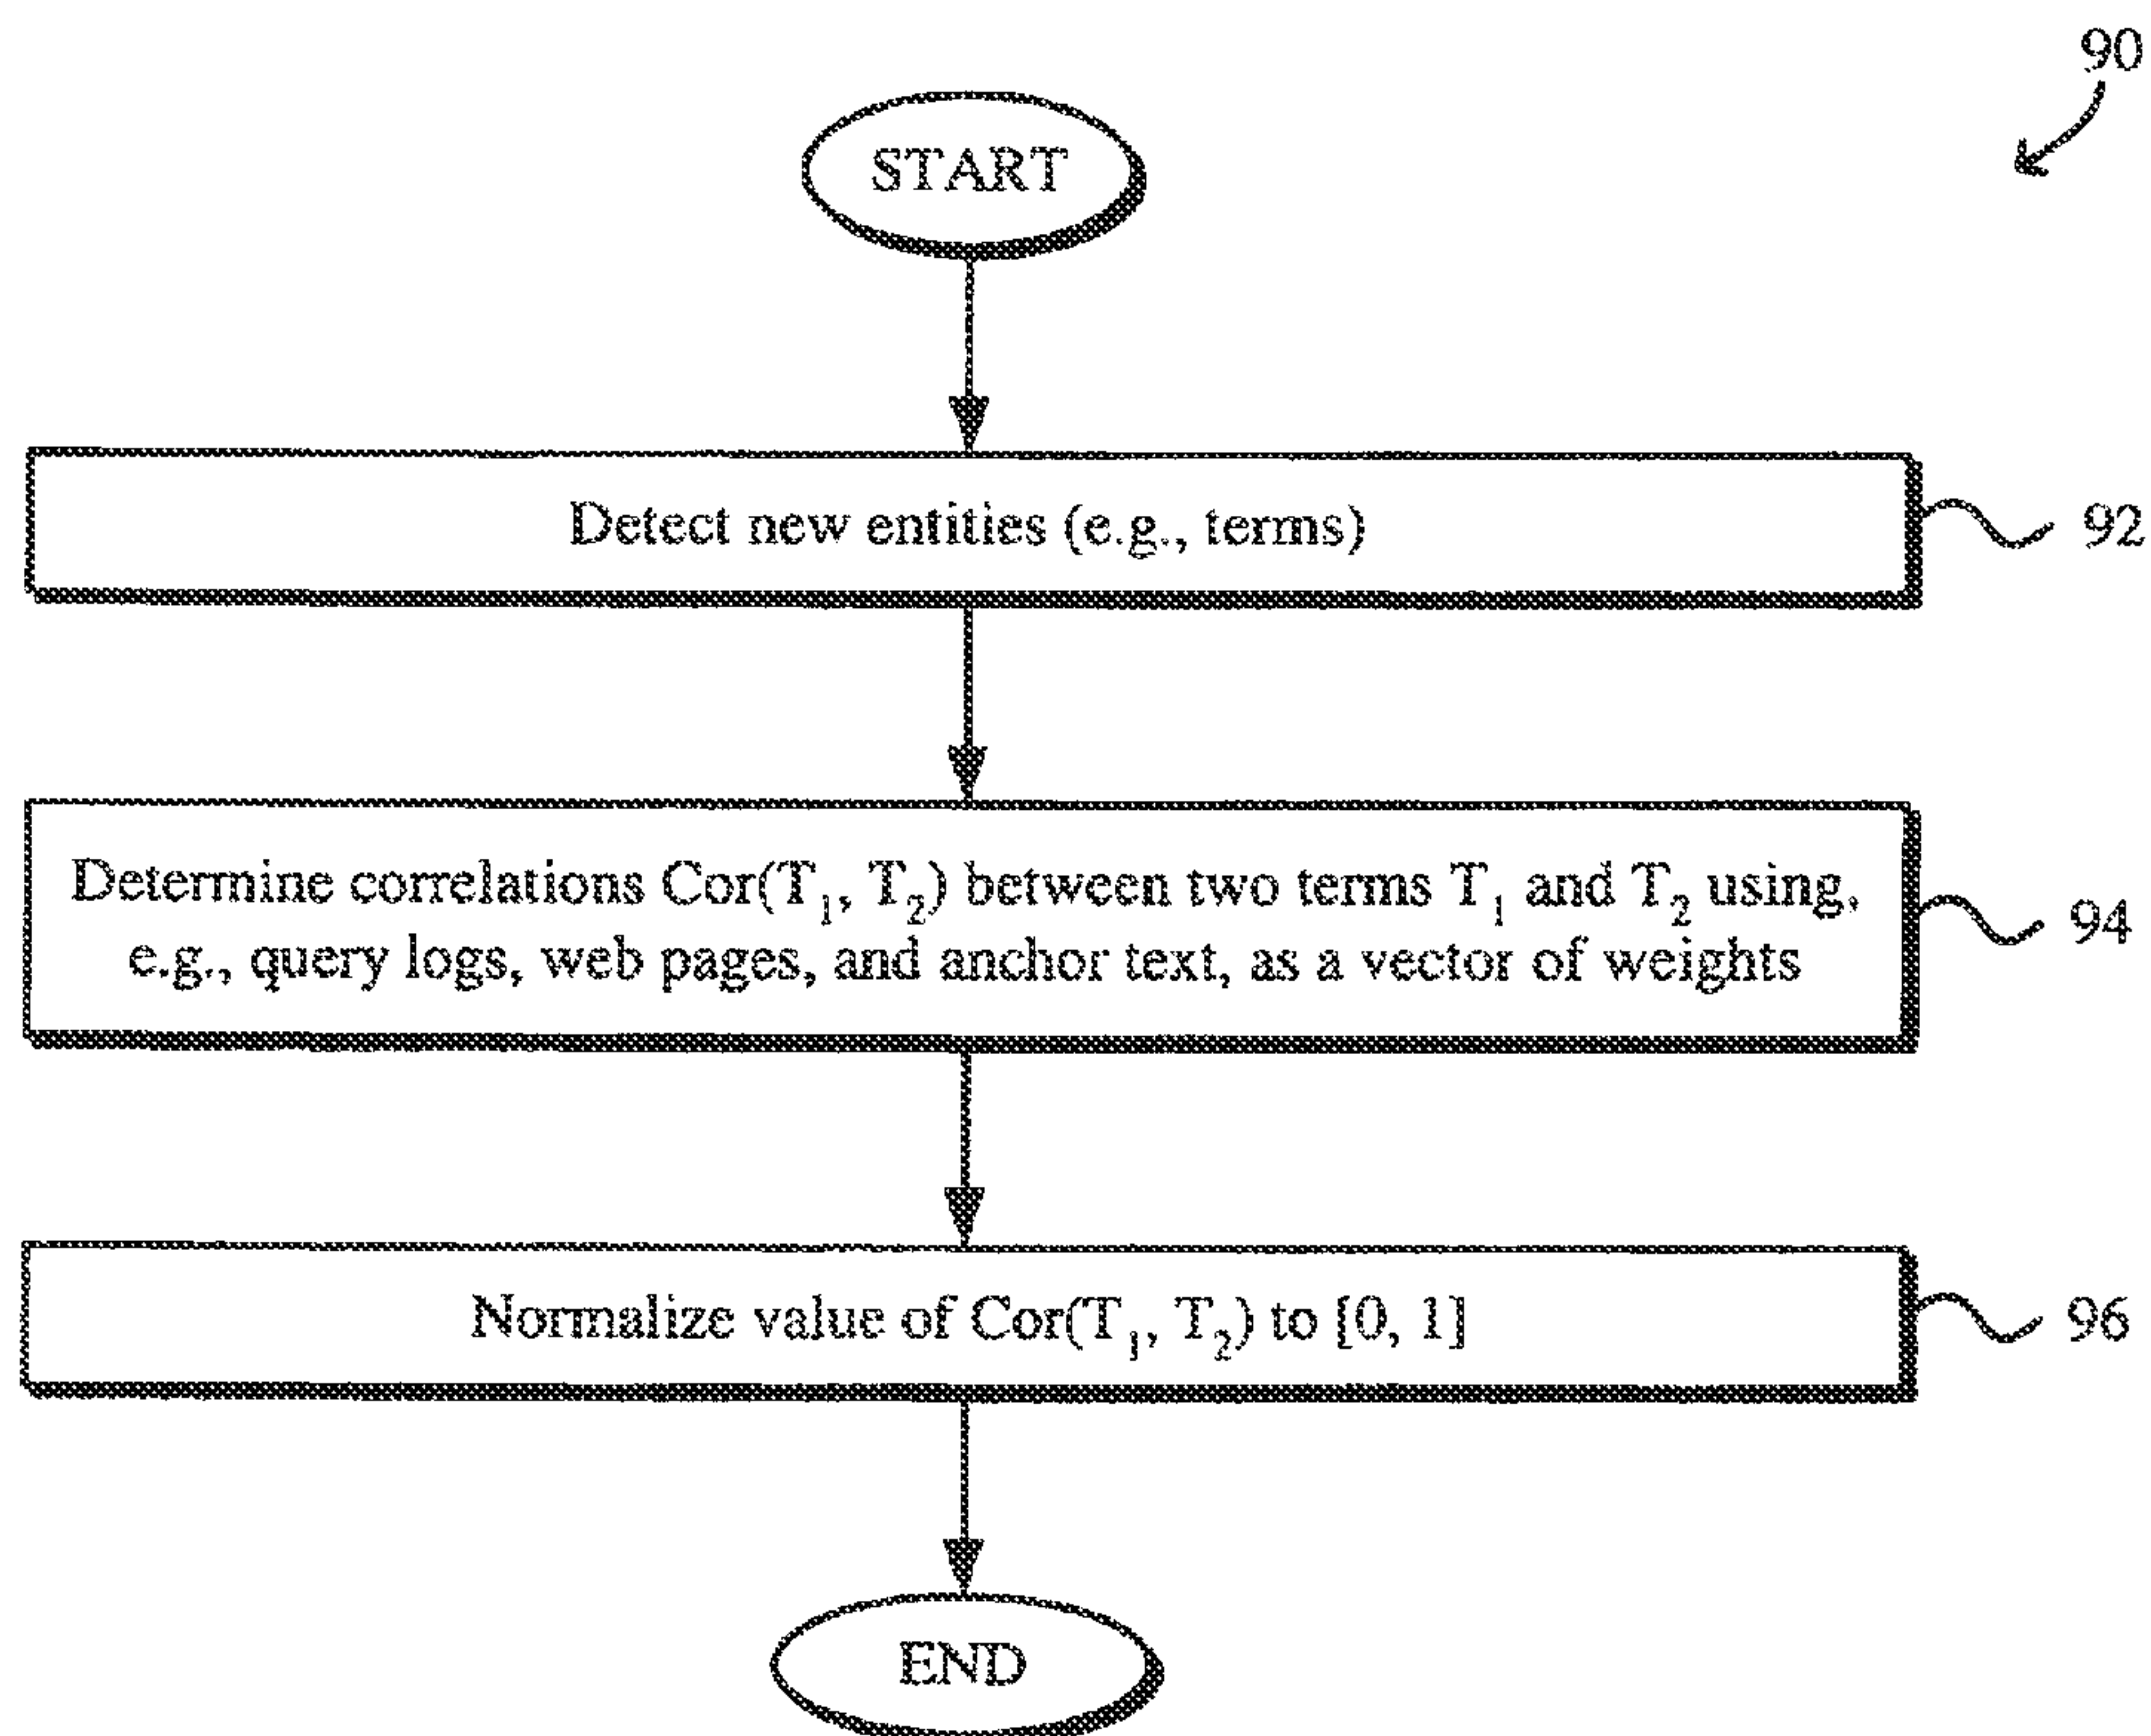 90
START
Detect new entities (e.g., terms)
92
Determine correlations Cor(T₁, T₂) between two terms T₁ and T₂ using,
e.g., query logs, web pages, and anchor text, as a vector of weights
94
Normalize value of Cor(T₁, T₂) to [0, 1]
96
END